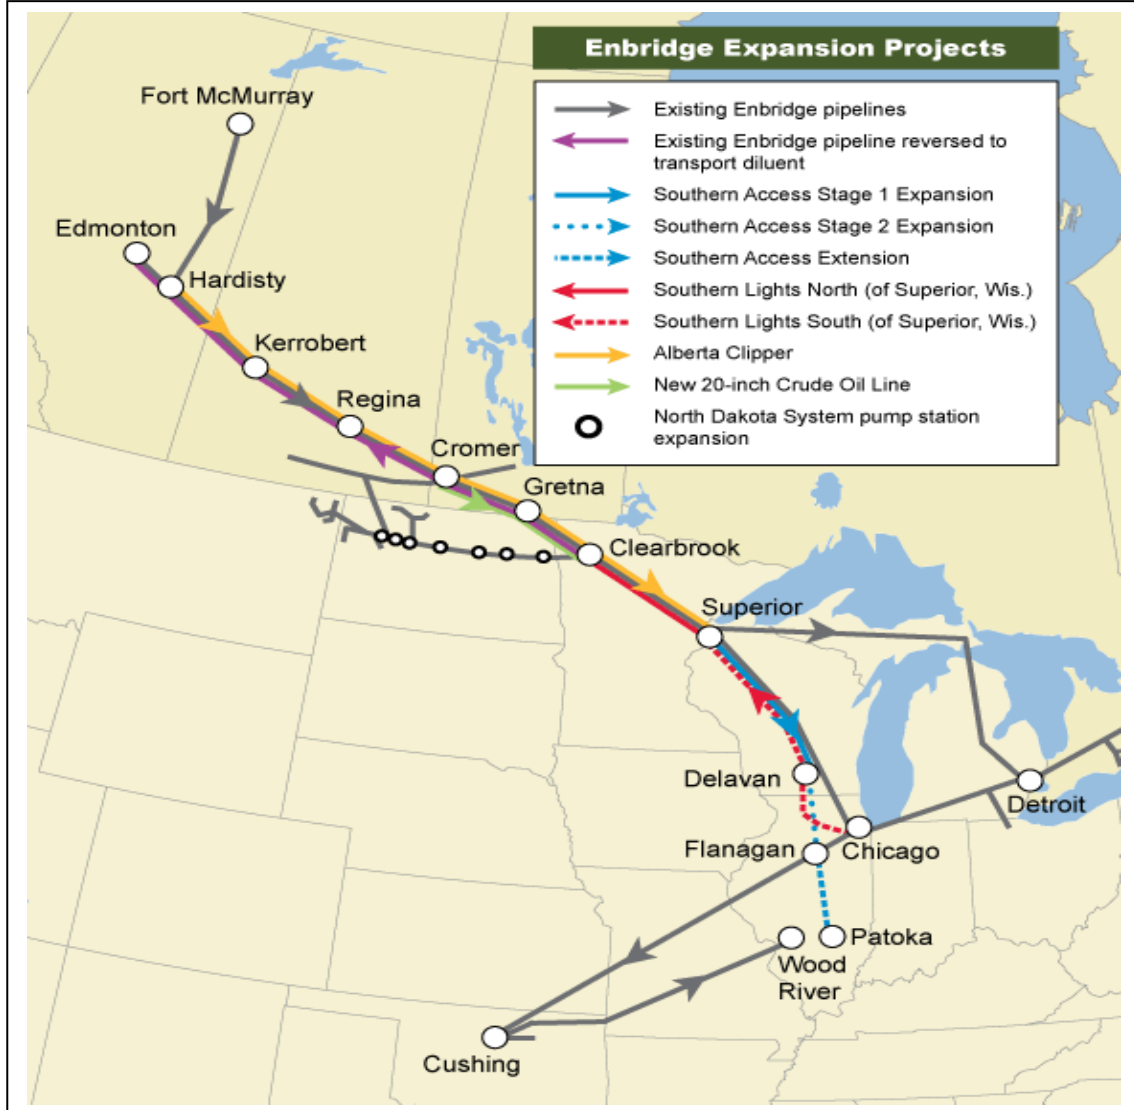 Enbridge Expansion Projects
Existing Enbridge pipelines
Existing Enbridge pipeline reversed to
transport diluent
Southern Access Stage 1 Expansion
Southern Access Stage 2 Expansion
Southern Access Extension
Southern Lights North (of Superior, Wis.)
Southern Lights South (of Superior, Wis.)
Alberta Clipper
New 20-inch Crude Oil Line
North Dakota System pump station
expansion
Fort McMurray
Edmonton
Hardisty
Kerrobert
Regina
Cromer
Gretna
Clearbrook
Superior
Delavan
Detroit
Flanagan
Chicago
Patoka
Wood
River
Cushing